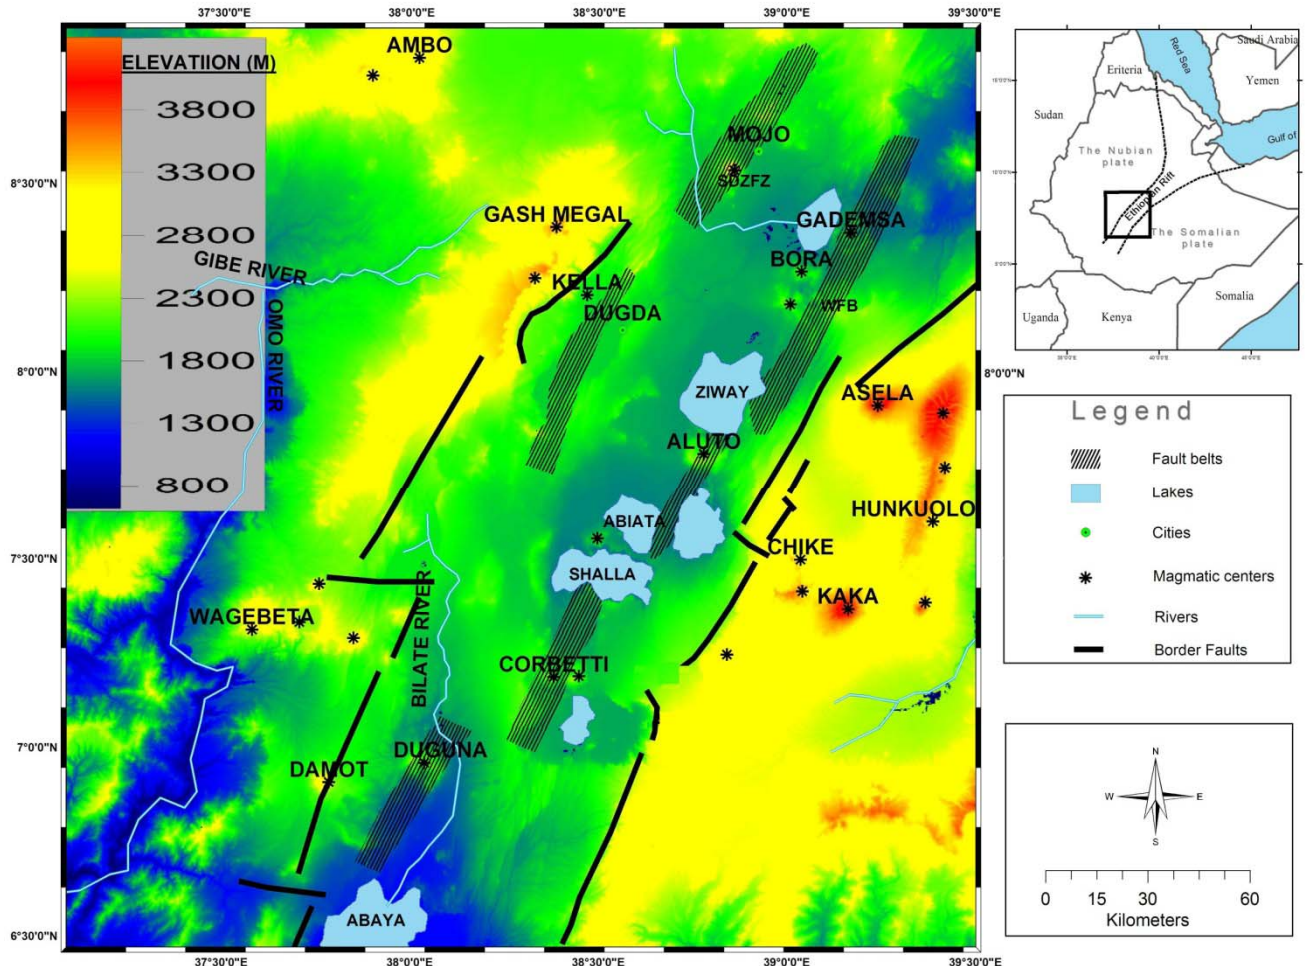 37°30'0"E 38°0'0"E 38°30'0"E 39°0'0"E 39°30'0"E
ELEVATIION (M)
3800
3300
2800
2300
1800
1300
800
AMBO
MOJO
SDZFZ
8°30'0"N
GASH MEGAL
GADEMSA
GIBE RIVER
BORA
KELLA
DUGDA
WFB
OMO RIVER
8°0'0"N
ZIWAY
ASELA
ALUTO
HUNKUOLO
ABIATA
7°30'0"N
CHIKE
SHALLA
BILATE RIVER
WAGEBETA
KAKA
CORBETTI
7°0'0"N
DUGUNA
DAMOT
ABAYA
6°30'0"N
37°30'0"E 38°0'0"E 38°30'0"E 39°0'0"E 39°30'0"E
Red Sea
Saudi Arabia
Eriteria
Yemen
Sudan
Gulf of
The Nubian
plate
Ethiopian Rift
The Somalian
plate
Somalia
Uganda
Kenya
8°0'0"N
Legend
Fault belts
Lakes
Cities
Magmatic centers
Rivers
Border Faults
N
W E
S
0 15 30 60
Kilometers